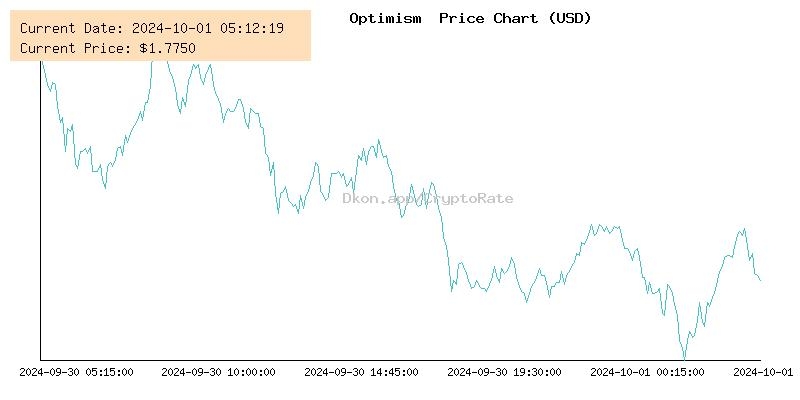 Optimism  Price Chart (USD)
Current Date: 2024-10-01 05:12:19
Current Price: $1.7750
Dkon.app/CryptoRate
2024-09-30 05:15:00 2024-09-30 10:00:00 2024-09-30 14:45:00 2024-09-30 19:30:00 2024-10-01 00:15:00 2024-10-01